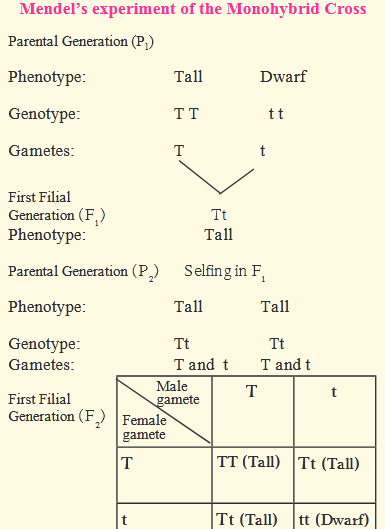 Mendel's experiment of the Monohybrid Cross
Parental Generation (P₁)
Phenotype: Tall Dwarf
Genotype: T T t t
Gametes: T t
First Filial
Generation (F₁) Tt
Phenotype: Tall
Parental Generation (P₂) Selfing in F₁
Phenotype: Tall Tall
Genotype: Tt Tt
Gametes: T and t T and t
First Filial
Generation (F₂)
Male
gamete
Female
gamete
T t
T TT (Tall) Tt (Tall)
t Tt (Tall) tt (Dwarf)